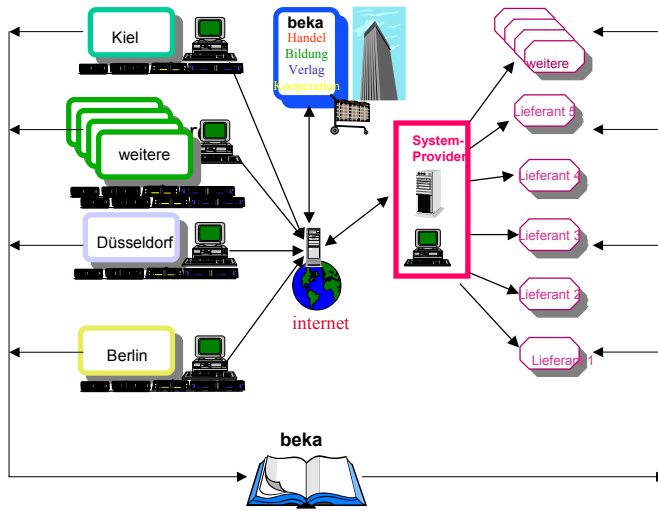 Kiel
beka
Handel
Bildung
Verlag
Kooperation
weitere
weitere
System-
Provider
Lieferant 5
Lieferant 4
Düsseldorf
Lieferant 3
Lieferant 2
internet
Berlin
Lieferant 1
beka